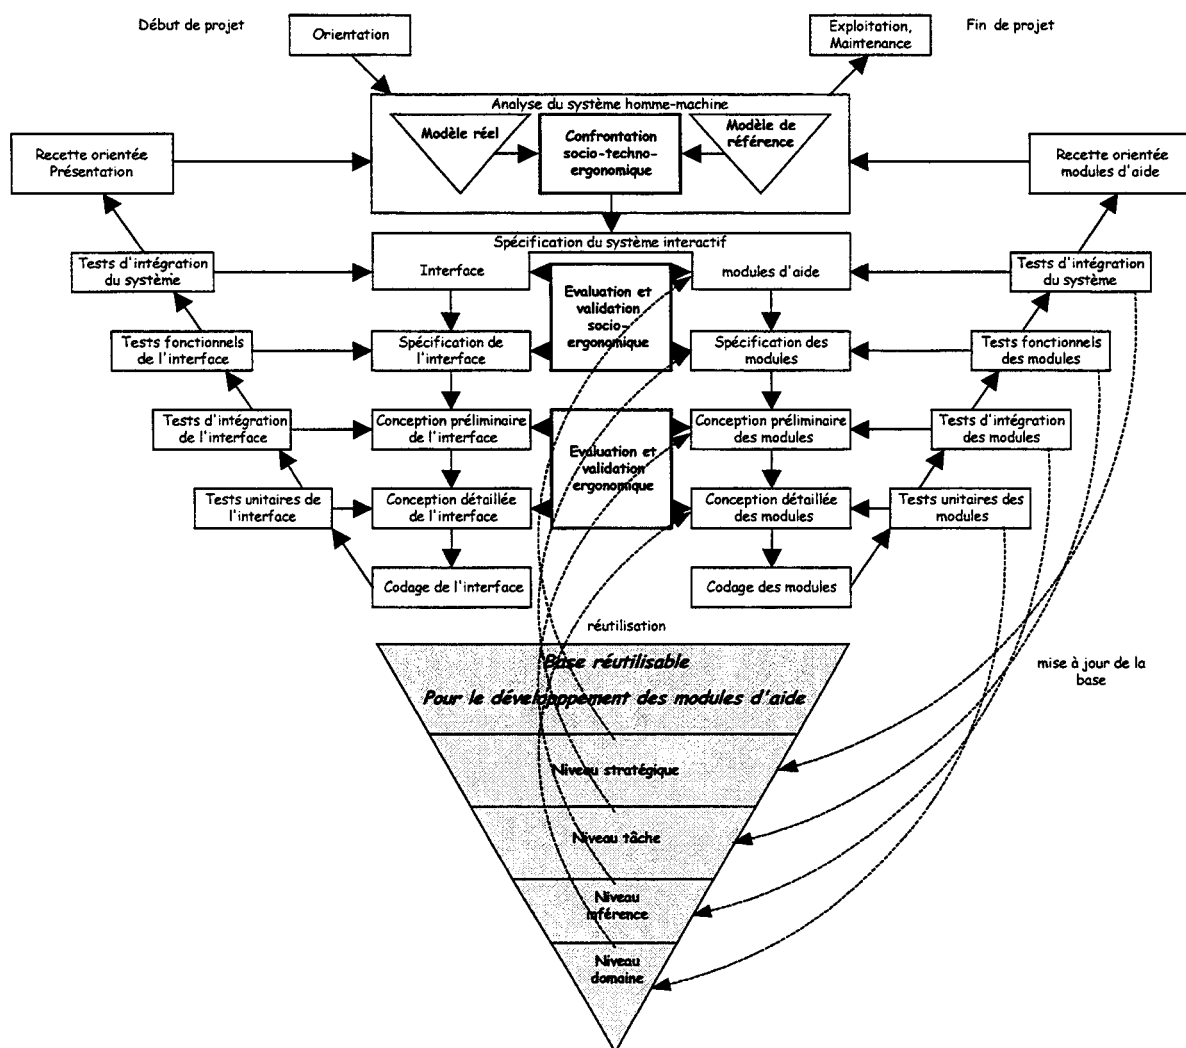 Début de projet
Orientation
Exploitation,
Maintenance
Fin de projet
Analyse du système homme-machine
Modèle réel
Confrontation
socio-techno-
ergonomique
Modèle de
référence
Recette orientée
Présentation
Recette orientée
modules d'aide
Spécification du système interactif
Tests d'intégration
du système
Interface
modules d'aide
Tests d'intégration
du système
Evaluation et
validation
socio-
ergonomique
Tests fonctionnels
de l'interface
Spécification de
l'interface
Spécification des
modules
Tests fonctionnels
des modules
Tests d'intégration
de l'interface
Conception préliminaire
de l'interface
Conception préliminaire
des modules
Tests d'intégration
des modules
Evaluation et
validation
ergonomique
Tests unitaires de
l'interface
Conception détaillée
de l'interface
Conception détaillée
des modules
Tests unitaires des
modules
Codage de l'interface
Codage des modules
réutilisation
Base réutilisable
Pour le développpement des modules d'aide
mise à jour de la
base
Niveau stratégique
Niveau tâche
Niveau
inférence
Niveau
domaine